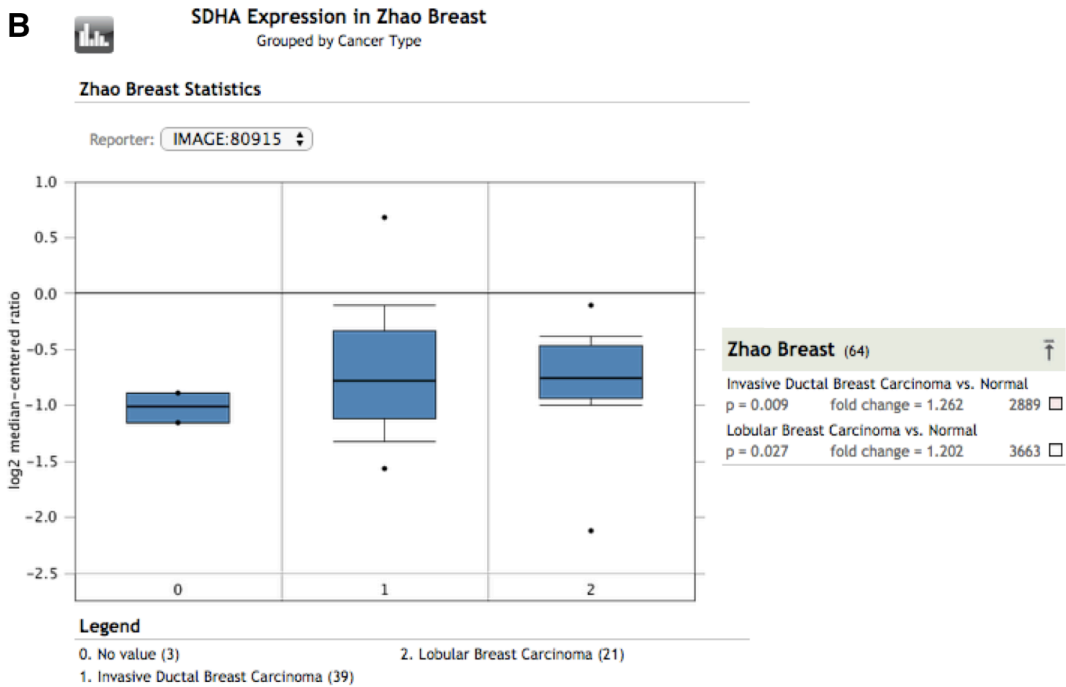 B
SDHA Expression in Zhao Breast
Grouped by Cancer Type
Zhao Breast Statistics
Reporter: IMAGE:80915
log2 median-centered ratio
1.0
0.5
0.0
-0.5
-1.0
-1.5
-2.0
-2.5
0 1 2
Zhao Breast (64)
Invasive Ductal Breast Carcinoma vs. Normal
p = 0.009 fold change = 1.262 2889
Lobular Breast Carcinoma vs. Normal
p = 0.027 fold change = 1.202 3663
Legend
0. No value (3) 2. Lobular Breast Carcinoma (21)
1. Invasive Ductal Breast Carcinoma (39)